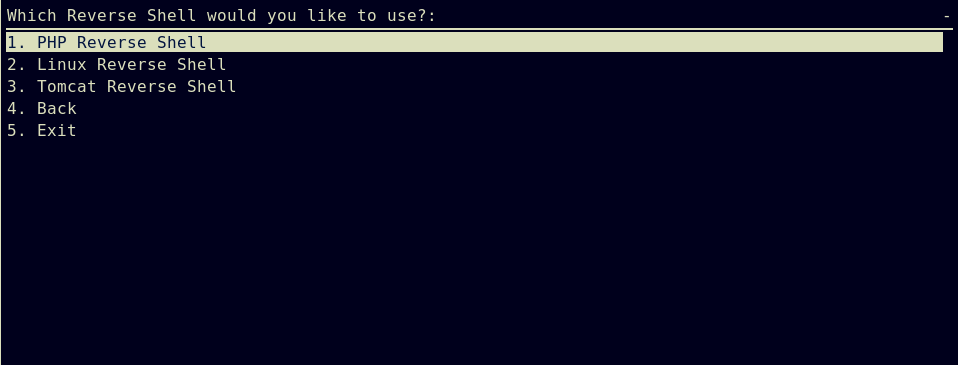 Which Reverse Shell would you like to use?: -
1. PHP Reverse Shell
2. Linux Reverse Shell
3. Tomcat Reverse Shell
4. Back
5. Exit